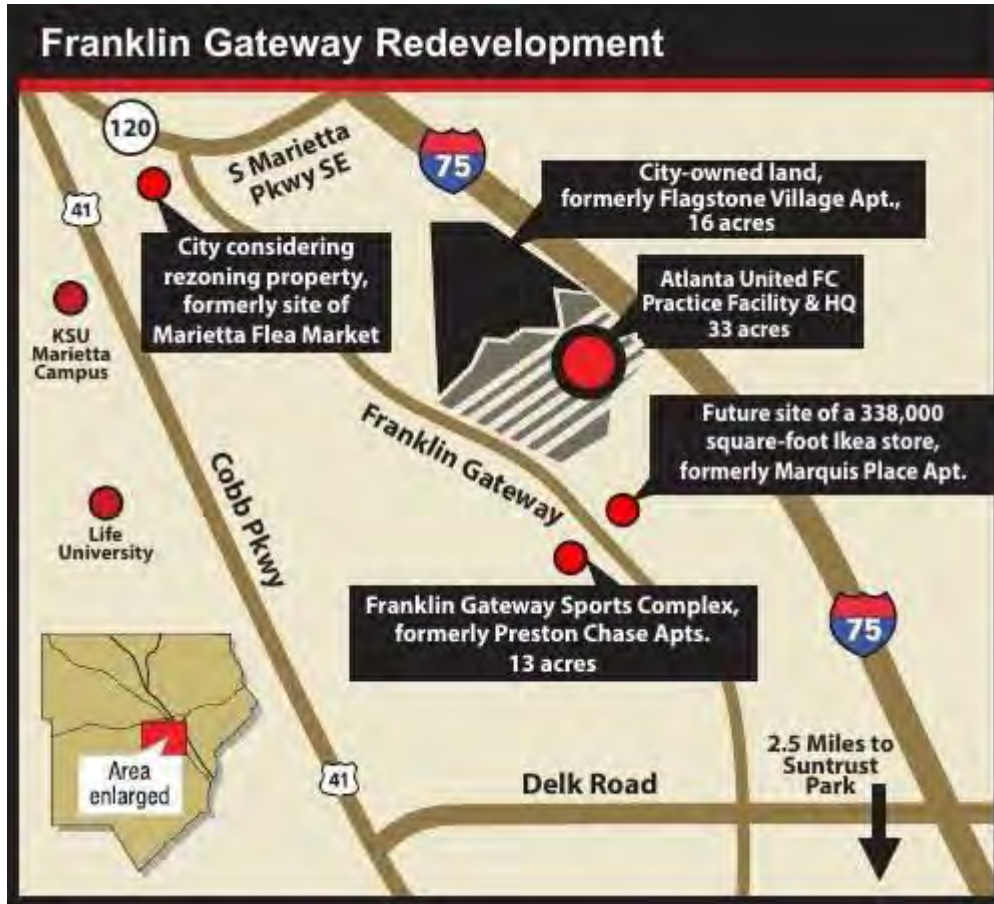 Franklin Gateway Redevelopment
120
S Marietta
Pkwy SE
75
City-owned land,
formerly Flagstone Village Apt.,
16 acres
41
City considering
rezoning property,
formerly site of
Marietta Flea Market
Atlanta United FC
Practice Facility & HQ
33 acres
KSU
Marietta
Campus
Future site of a 338,000
square-foot Ikea store,
formerly Marquis Place Apt.
Franklin Gateway
Cobb Pkwy
Life
University
Franklin Gateway Sports Complex,
formerly Preston Chase Apts.
13 acres
75
Area
enlarged
41
Delk Road
2.5 Miles to
Suntrust
Park